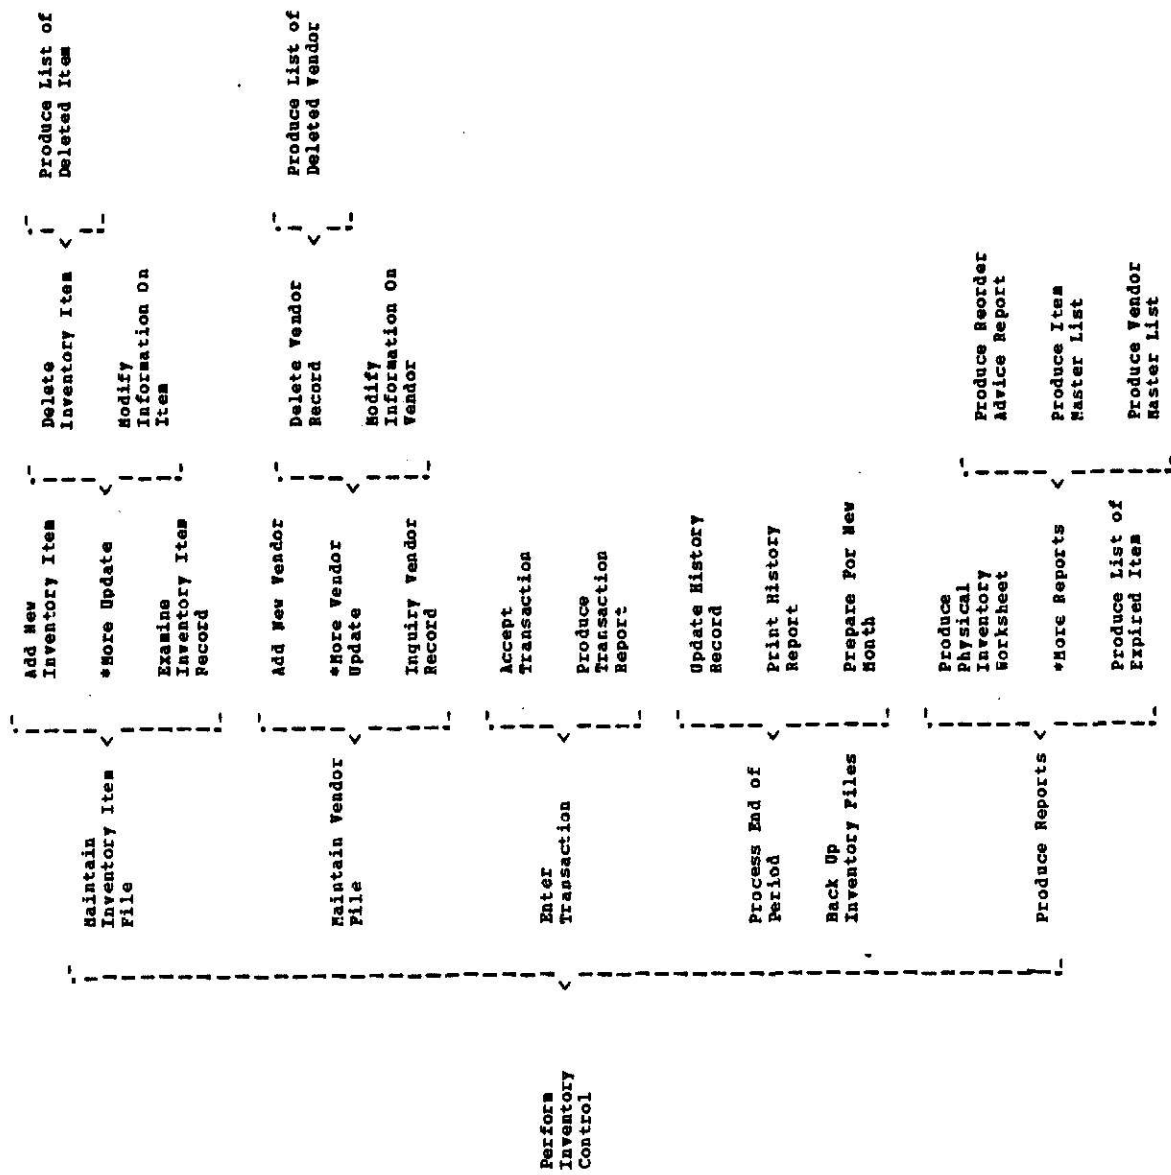 Perform
Inventory
Control
Maintain
Inventory Item
File
Maintain Vendor
File
Enter
Transaction
Process End of
Period
Back Up
Inventory Files
Produce Reports
Add New
Inventory Item
*More Update
Examine
Inventory Item
Record
Add New Vendor
*More Vendor
Update
Inquiry Vendor
Record
Accept
Transaction
Produce
Transaction
Report
Update History
Record
Print History
Report
Prepare For New
Month
Produce
Physical
Inventory
Worksheet
*More Reports
Produce List of
Expired Item
Delete
Inventory Item
Modify
Information On
Item
Delete Vendor
Record
Modify
Information On
Vendor
Produce Reorder
Advice Report
Produce Item
Master List
Produce Vendor
Master List
Produce List of
Deleted Item
Produce List of
Deleted Vendor